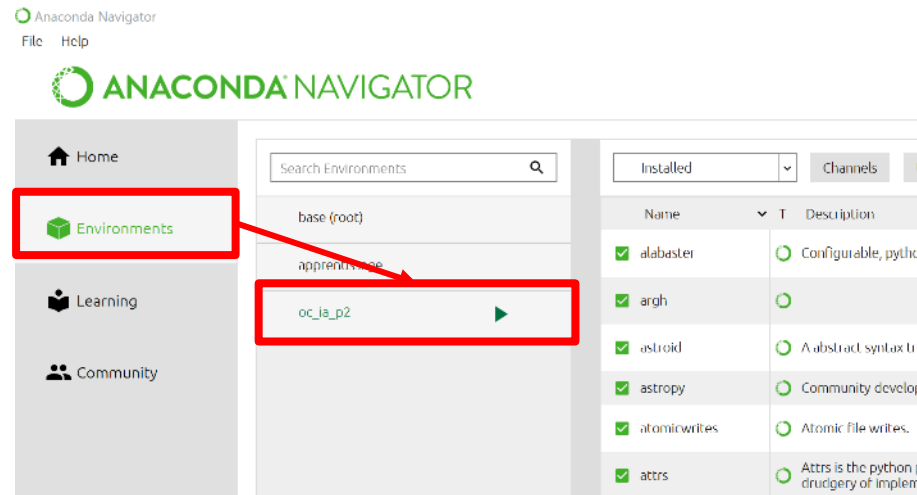 Anaconda Navigator
File Help
ANACONDA NAVIGATOR
Home
Environments
Learning
Community
Search Environments
base (root)
oc_ia_p2
Installed
Channels
Name T Description
alabaster Configurable, pytho
argh
astroid A abstract syntax tr
astropy Community develop
atomicwrites Atomic file writes.
attrs Attrs is the python p
drudgery of implem